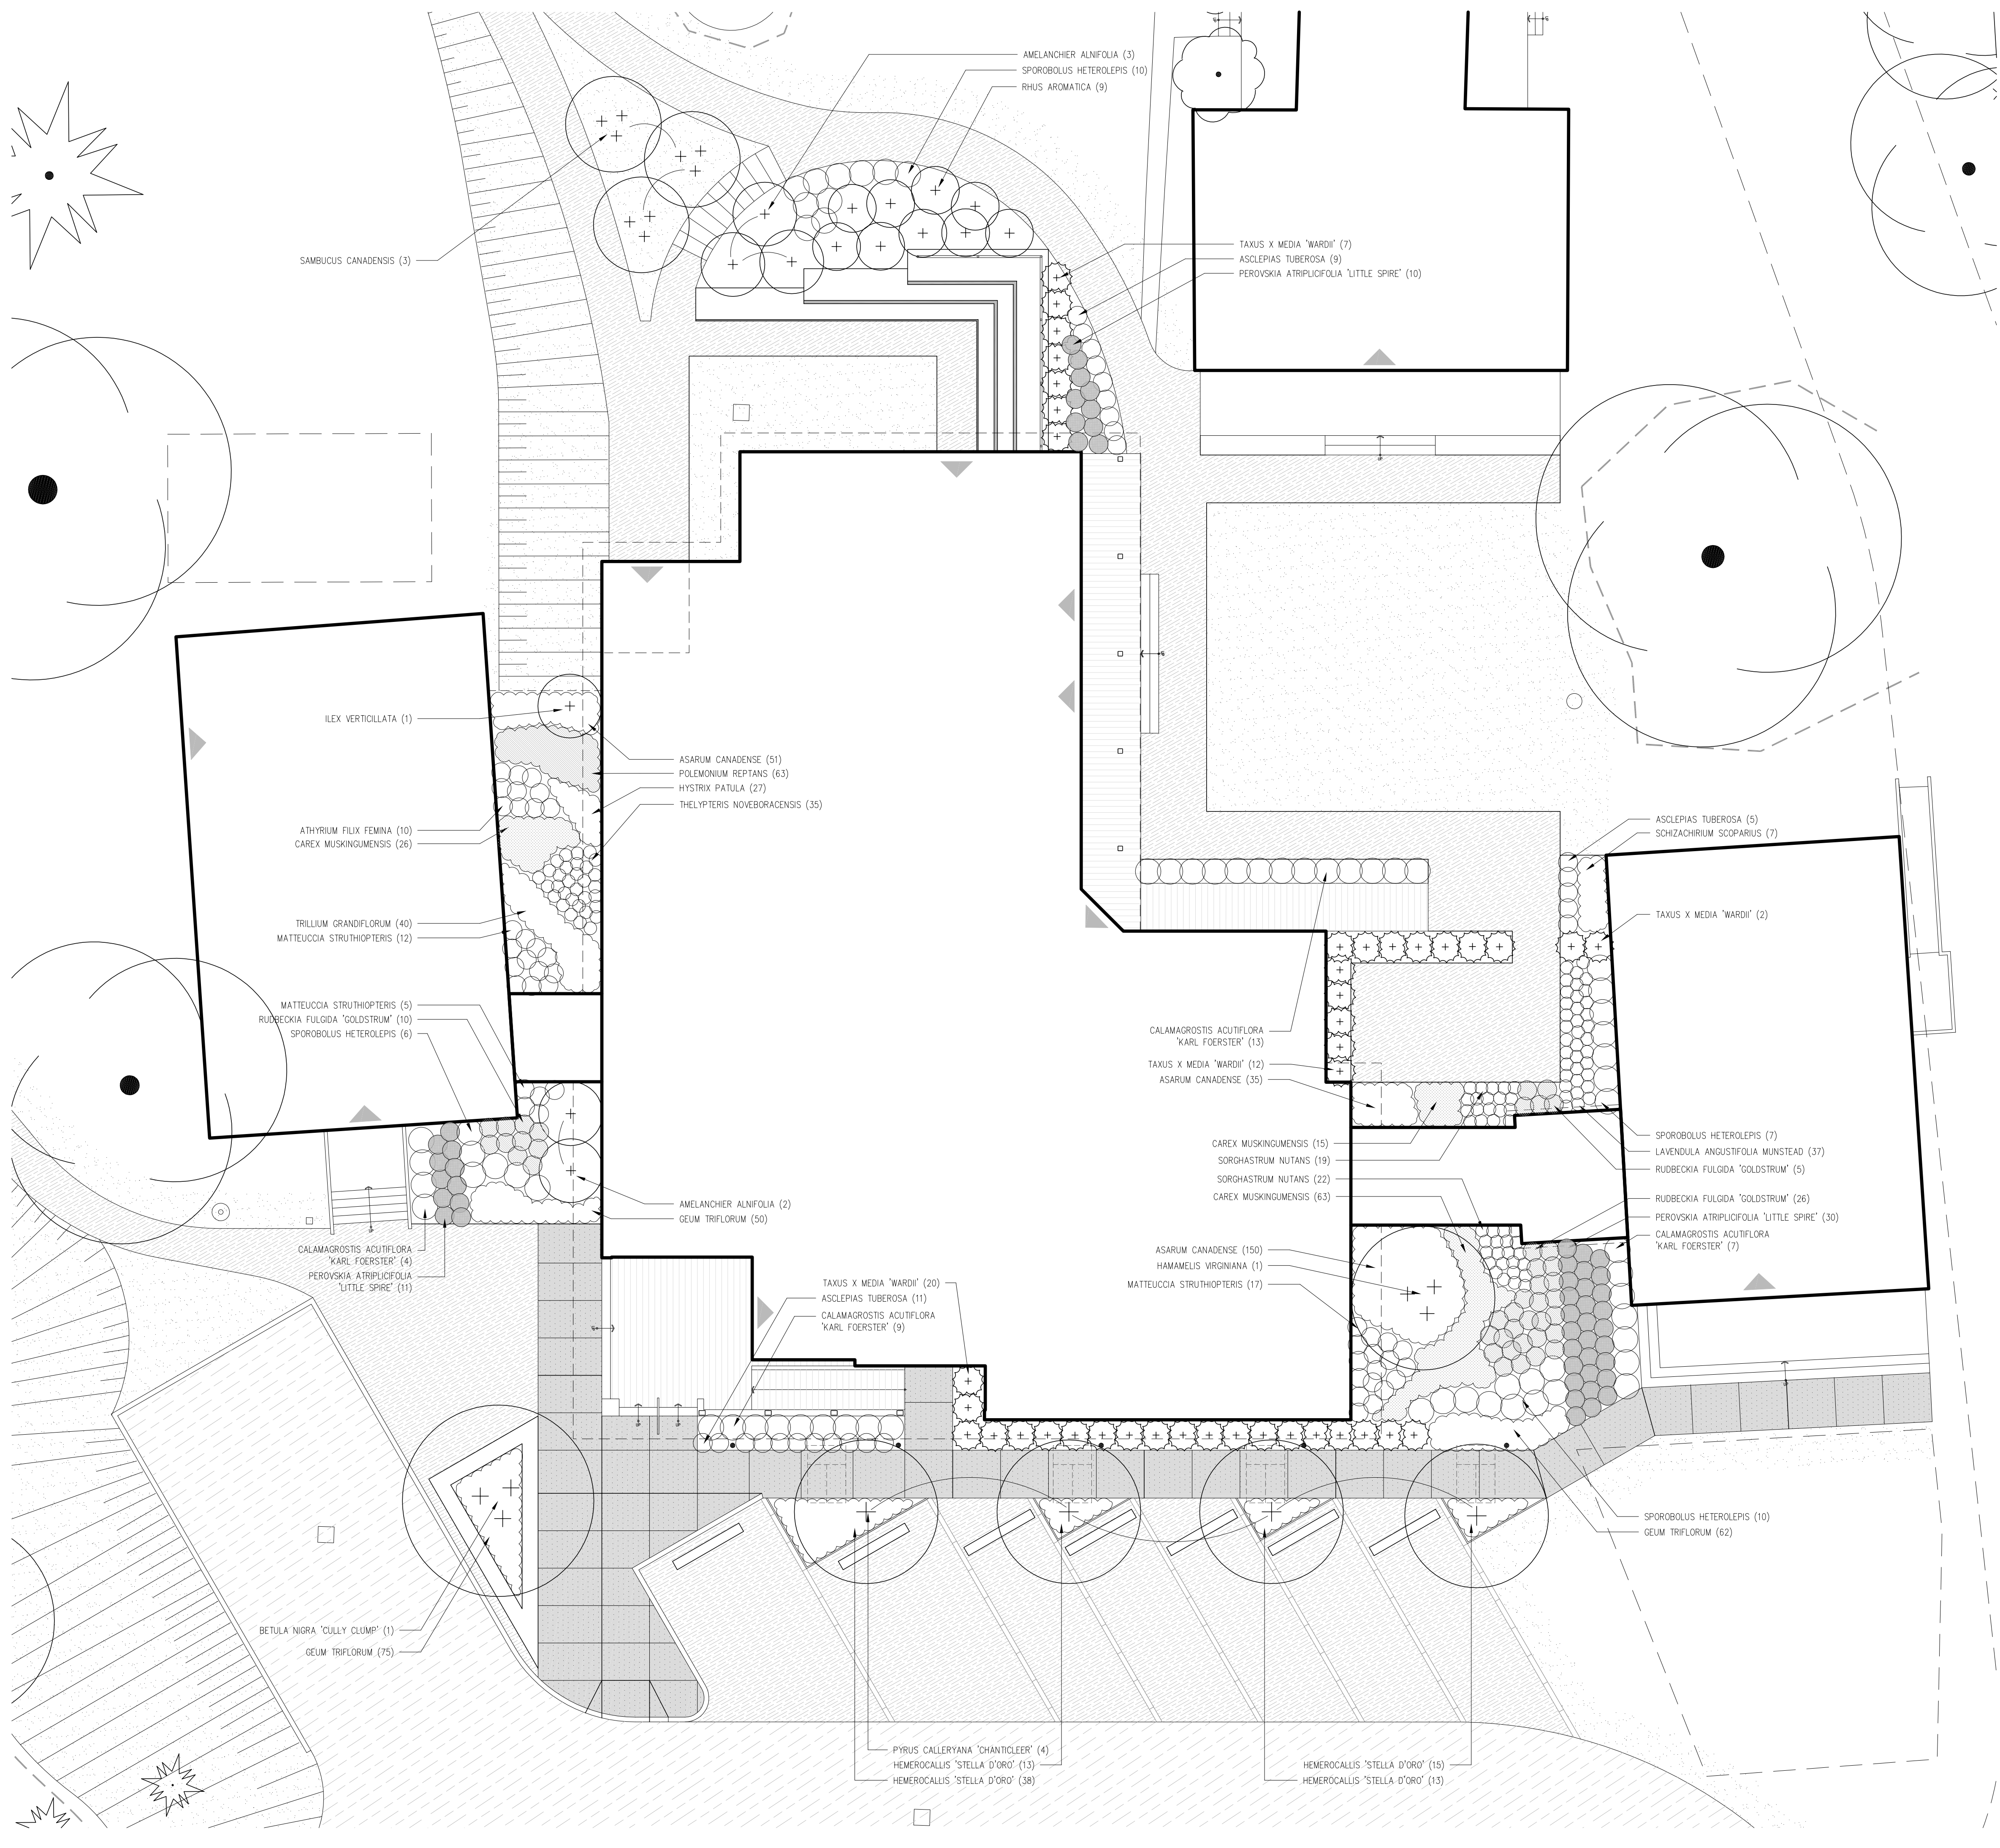 AMELANCHIER ALNIFOLIA (3)
SPOROBOLUS HETEROLEPIS (10)
RHUS AROMATICA (9)
SAMBUCUS CANADENSIS (3)
TAXUS X MEDIA 'WARDII' (7)
ASCLEPIAS TUBEROSA (9)
PEROVSKIA ATRIPLICIFOLIA 'LITTLE SPIRE' (10)
ILEX VERTICILLATA (1)
ASARUM CANADENSE (51)
POLEMONIUM REPTANS (63)
HYSTRIX PATULA (27)
THELYPTERIS NOVEBORACENSIS (35)
ATHYRIUM FILIX FEMINA (10)
CAREX MUSKINGUMENSIS (26)
TRILLIUM GRANDIFLORUM (40)
MATTEUCCIA STRUTHIOPTERIS (12)
MATTEUCCIA STRUTHIOPTERIS (5)
RUDBECKIA FULGIDA 'GOLDSTRUM' (10)
SPOROBOLUS HETEROLEPIS (6)
ASCLEPIAS TUBEROSA (5)
SCHIZACHIRIUM SCOPARIUS (7)
TAXUS X MEDIA 'WARDII' (2)
CALAMAGROSTIS ACUTIFLORA
'KARL FOERSTER' (13)
TAXUS X MEDIA 'WARDII' (12)
ASARUM CANADENSE (35)
CAREX MUSKINGUMENSIS (15)
SORGHASTRUM NUTANS (19)
SORGHASTRUM NUTANS (22)
CAREX MUSKINGUMENSIS (63)
SPOROBOLUS HETEROLEPIS (7)
LAVENDULA ANGUSTIFOLIA MUNSTEAD (37)
RUDBECKIA FULGIDA 'GOLDSTRUM' (5)
RUDBECKIA FULGIDA 'GOLDSTRUM' (26)
PEROVSKIA ATRIPLICIFOLIA 'LITTLE SPIRE' (30)
CALAMAGROSTIS ACUTIFLORA
'KARL FOERSTER' (7)
AMELANCHIER ALNIFOLIA (2)
GEUM TRIFLORUM (50)
CALAMAGROSTIS ACUTIFLORA
'KARL FOERSTER' (4)
PEROVSKIA ATRIPLICIFOLIA
'LITTLE SPIRE' (11)
ASARUM CANADENSE (150)
HAMAMELIS VIRGINIANA (1)
MATTEUCCIA STRUTHIOPTERIS (17)
TAXUS X MEDIA 'WARDII' (20)
ASCLEPIAS TUBEROSA (11)
CALAMAGROSTIS ACUTIFLORA
'KARL FOERSTER' (9)
SPOROBOLUS HETEROLEPIS (10)
GEUM TRIFLORUM (62)
BETULA NIGRA 'CULLY CLUMP' (1)
GEUM TRIFLORUM (75)
PYRUS CALLERYANA 'CHANTICLEER' (4)
HEMEROCALLIS 'STELLA D'ORO' (13)
HEMEROCALLIS 'STELLA D'ORO' (38)
HEMEROCALLIS 'STELLA D'ORO' (15)
HEMEROCALLIS 'STELLA D'ORO' (13)